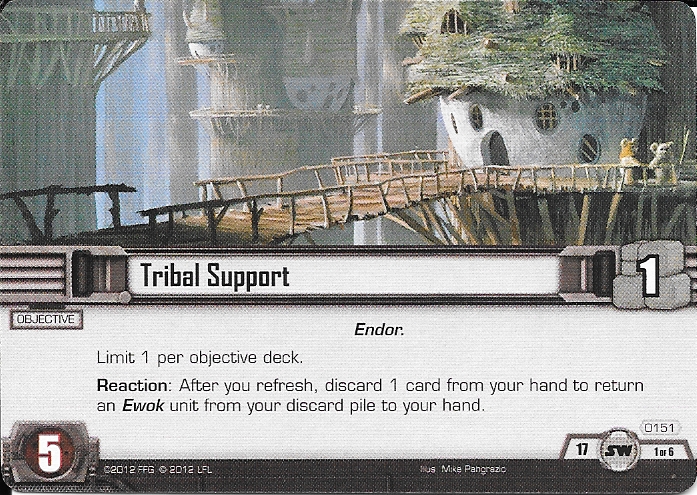 Tribal Support
1
OBJECTIVE
Endor.
Limit 1 per objective deck.
Reaction: After you refresh, discard 1 card from your hand to return
an Ewok unit from your discard pile to your hand.
5
0151
17 SW 1 OF 6
©2012 FFG © 2012 LFL Illus. Mike Pahgrazio